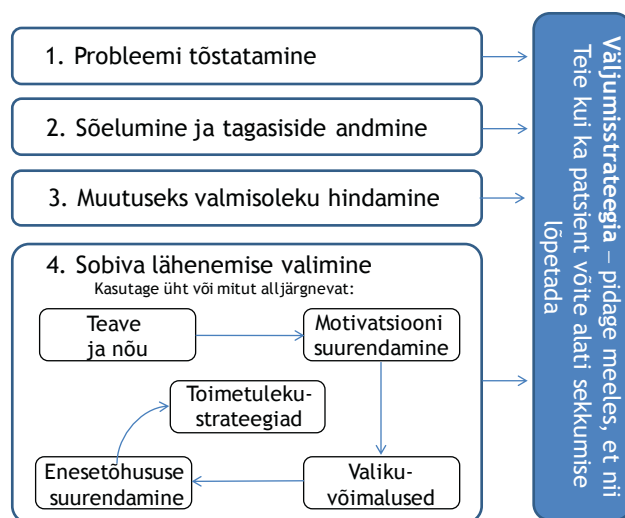 1. Probleemi tõstatamine
2. Sõelumine ja tagasiside andmine
3. Muutuseks valmisoleku hindamine
4. Sobiva lähenemise valimine
Kasutage üht või mitut alljärgnevat:
Teave
ja nõu
Motivatsiooni
suurendamine
Toimetuleku-
strateegiad
Enesetõhususe
suurendamine
Valiku-
võimalused
Väljumisstrateegia – pidage meeles, et nii
Teie kui ka patsient võite alati sekkumise
lõpetada